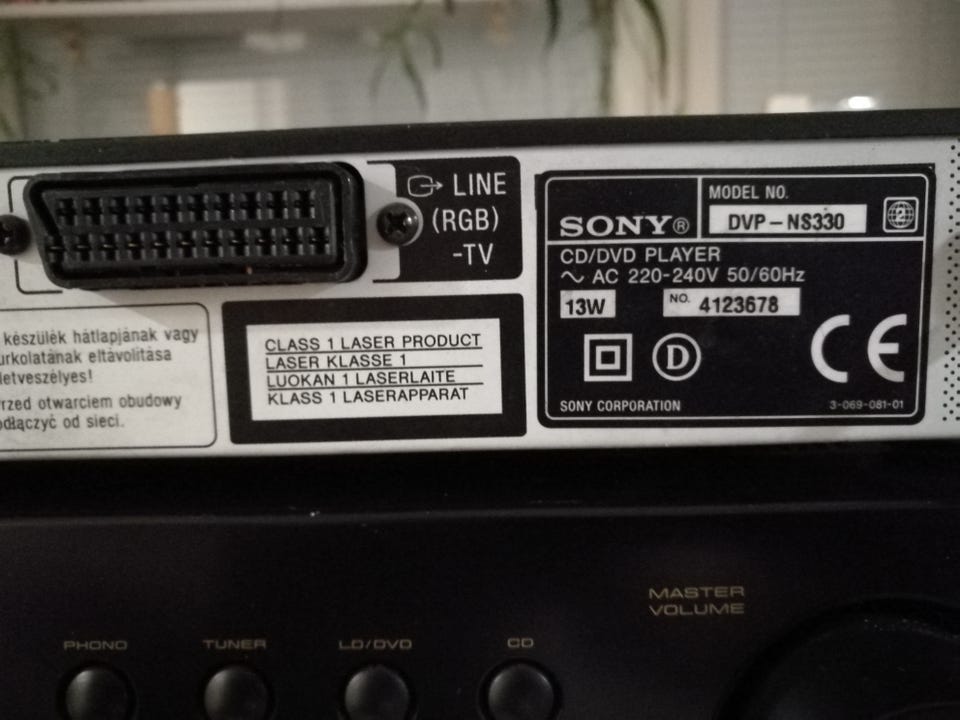 LINE
(RGB)
-TV
SONY®
MODEL NO.
DVP-NS330
2
CD/DVD PLAYER
~ AC 220-240V 50/60Hz
13W
NO. 4123678
D
CE
SONY CORPORATION
3-069-081-01
készülék hátlapjának vagy
urkolatának eltávolítása
letveszélyes!
rzed otwarciem obudowy
odłączyć od sieci.
CLASS 1 LASER PRODUCT
LASER KLASSE 1
LUOKAN 1 LASERLAITE
KLASS 1 LASERAPPARAT
MASTER
VOLUME
PHONO
TUNER
LD/DVD
CD